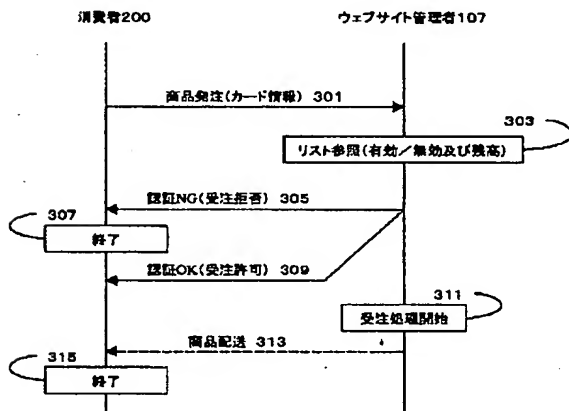 消費者200 ウェブサイト管理者107
商品発注(カード情報) 301
303
リスト参照(有効/無効及び残高)
認証NG(受注拒否) 305
307
終了
認証OK(受注許可) 309
311
受注処理開始
商品配送 313
315
終了